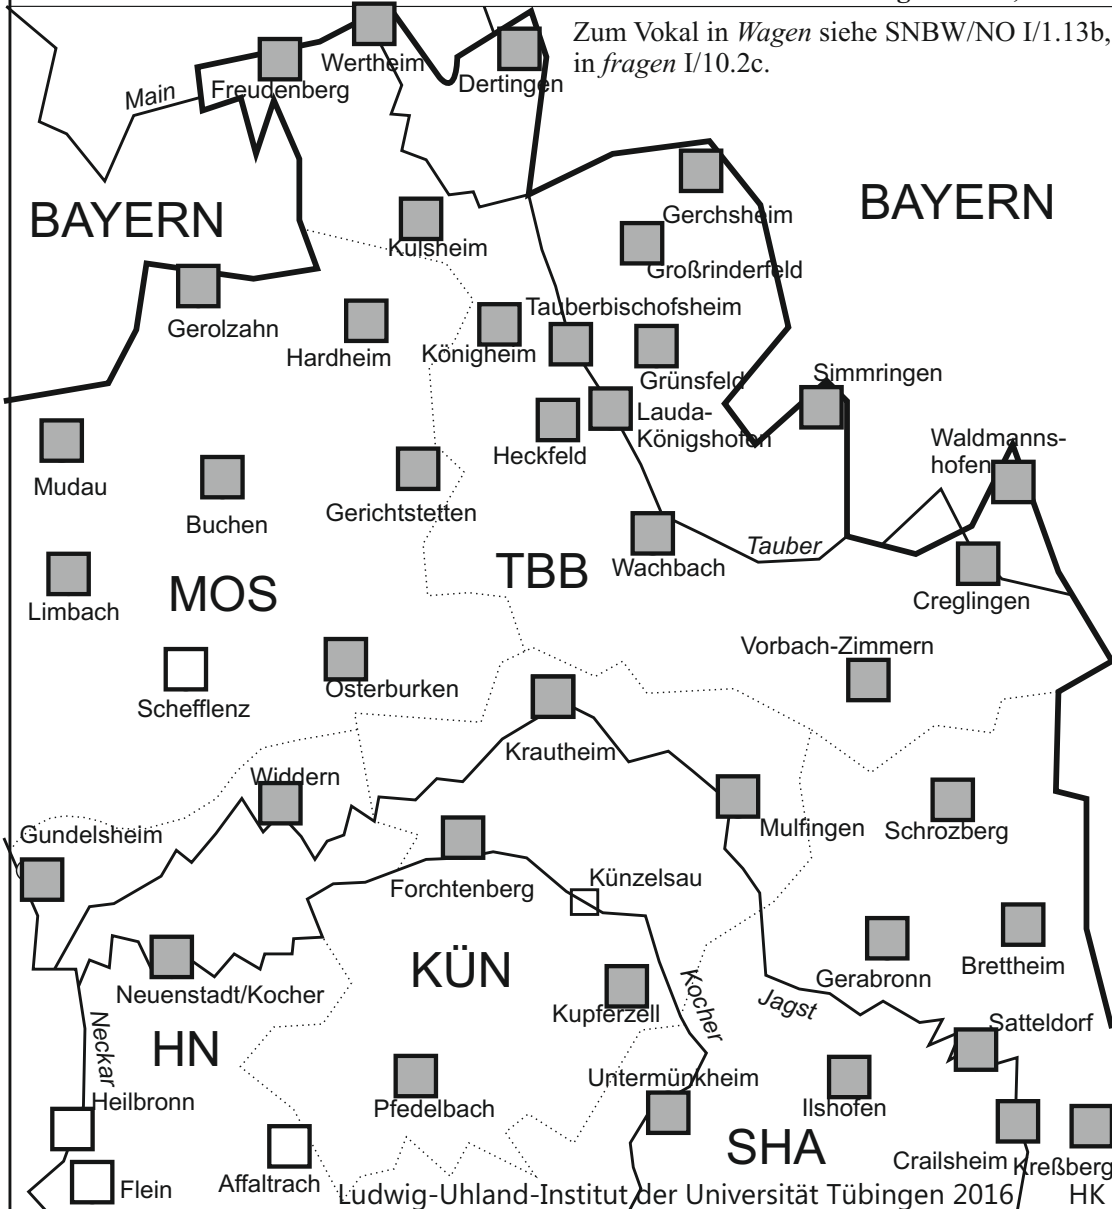 Zum Vokal in Wagen siehe SNBW/NO I/1.13b,
in fragen I/10.2c.
Wertheim
Dertingen
Freudenberg
Main
BAYERN
BAYERN
Gerchsheim
Külsheim
Großrinderfeld
Gerolzahn
Tauberbischofsheim
Hardheim
Königheim
Grünsfeld
Simmringen
Lauda-
Königshofen
Heckfeld
Waldmanns-
hofen
Mudau
Buchen
Gerichtstetten
Tauber
Wachbach
TBB
MOS
Limbach
Creglingen
Vorbach-Zimmern
Osterburken
Schefflenz
Krautheim
Widdern
Gundelsheim
Mulfingen
Schrozberg
Forchtenberg
Künzelsau
KÜN
Gerabronn
Brettheim
Neuenstadt/Kocher
Kupferzell
Kocher
Jagst
Satteldorf
Neckar
HN
Untermünkheim
Heilbronn
Pfedelbach
Ilshofen
SHA
Crailsheim
Kreßberg
Affaltrach
Flein
Ludwig-Uhland-Institut der Universität Tübingen 2016
HK